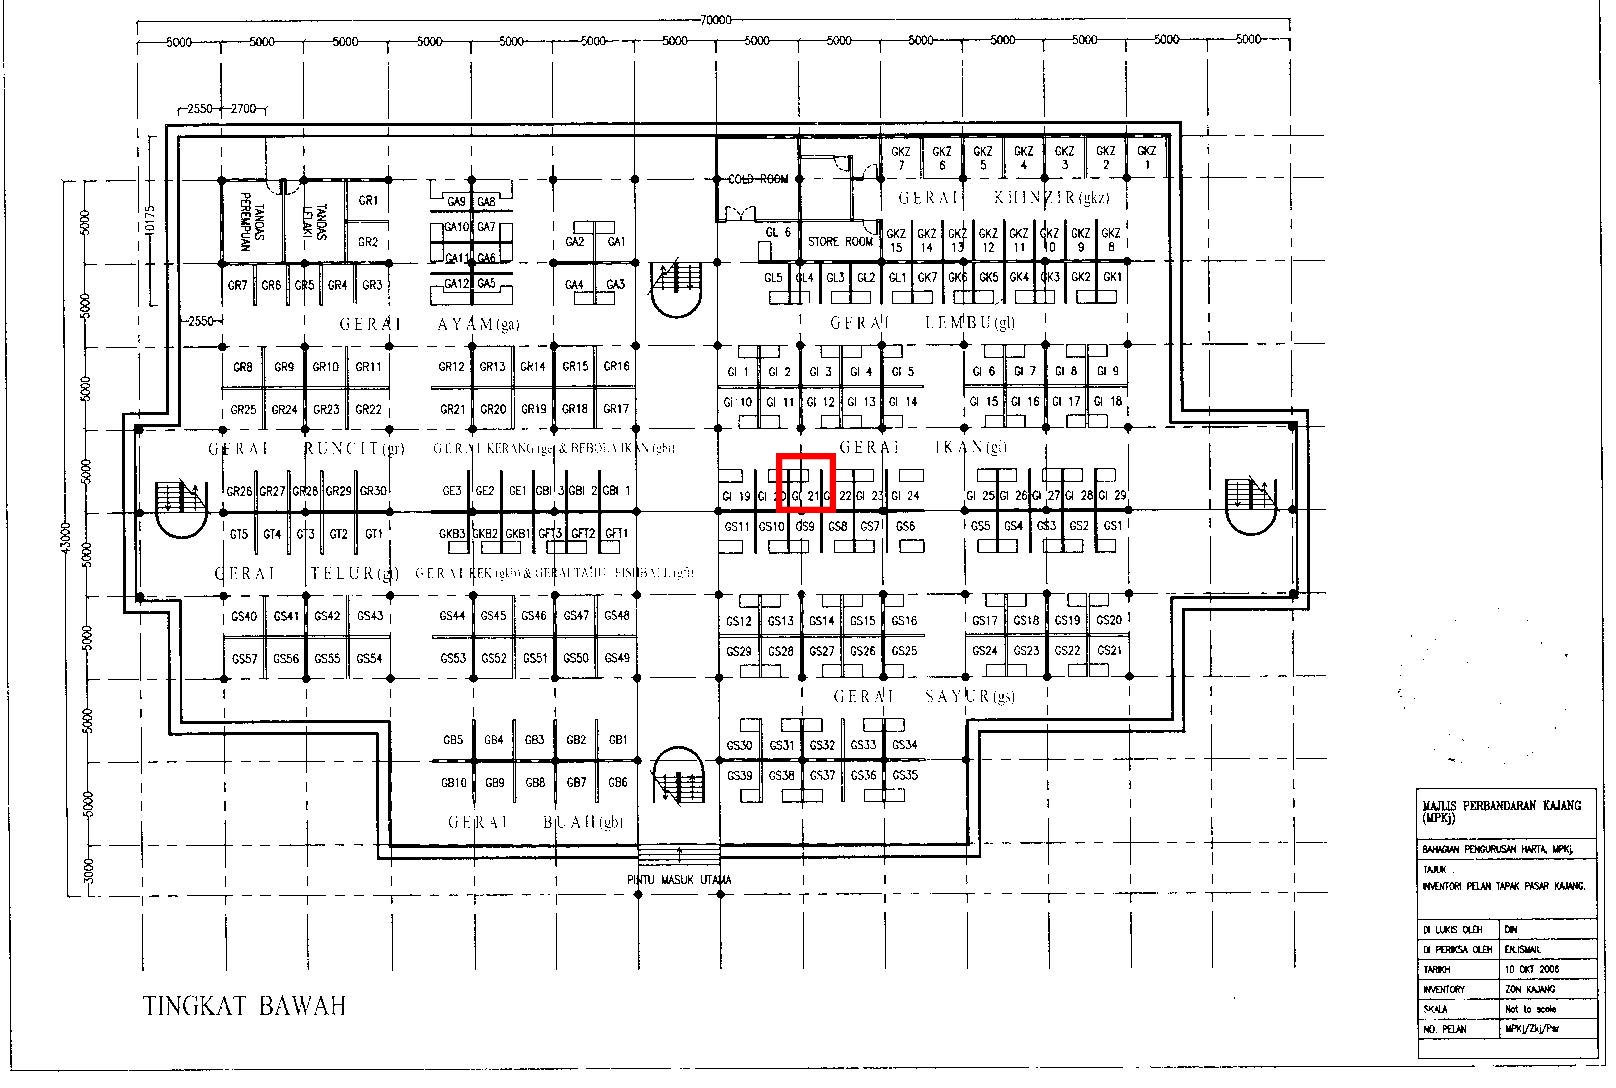 70000
5000 5000 5000 5000 5000 5000 5000 5000 5000 5000 5000 5000 5000 5000
2550 2700
GKZ 7 GKZ 6 GKZ 5 GKZ 4 GKZ 3 GKZ 2 GKZ 1
COLD ROOM
GERAI KHINZIR(gkz)
TANDAS PEREMPUAN
TANDAS LELAKI
GR1
GR2
GA9 GA8
GA10 GA7
GA11 GA6
GA12 GA5
GA2 GA1
GA4 GA3
GL 6
STORE ROOM
GKZ 15 GKZ 14 GKZ 13 GKZ 12 GKZ 11 GKZ 10 GKZ 9 GKZ 8
GR7 GR6 GR5 GR4 GR3
GL5 GL4 GL3 GL2 GL1 GK7 GK6 GK5 GK4 GK3 GK2 GK1
5000
10175
5000
2550
5000
5000
5000
43000
5000
5000
5000
3000
GERAI AYAM(ga)
GERAI LEMBU(gl)
GR8 GR9 GR10 GR11 GR12 GR13 GR14 GR15 GR16
GI 1 GI 2 GI 3 GI 4 GI 5 GI 6 GI 7 GI 8 GI 9
GR25 GR24 GR23 GR22 GR21 GR20 GR19 GR18 GR17
GI 10 GI 11 GI 12 GI 13 GI 14 GI 15 GI 16 GI 17 GI 18
GERAI RUNCIT(gr)
GERAI KERANG(ge) & BEBOLA IKAN(gbi)
GERAI IKAN(gi)
GR26 GR27 GR28 GR29 GR30 GE3 GE2 GE1 GBI 3 GBI 2 GBI 1
GI 19 GI 20 GI 21 GI 22 GI 23 GI 24 GI 25 GI 26 GI 27 GI 28 GI 29
GT5 GT4 GT3 GT2 GT1 GKB3 GKB2 GKB1 GFT3 GFT2 GFT1
GS11 GS10 GS9 GS8 GS7 GS6 GS5 GS4 GS3 GS2 GS1
GERAI TELUR(gt)
GERAI KEK(gkb) & GERAI TAHU
GS40 GS41 GS42 GS43 GS44 GS45 GS46 GS47 GS48
GS12 GS13 GS14 GS15 GS16 GS17 GS18 GS19 GS20
GS57 GS56 GS55 GS54 GS53 GS52 GS51 GS50 GS49
GS29 GS28 GS27 GS26 GS25 GS24 GS23 GS22 GS21
GERAI SAYUR(gs)
GB5 GB4 GB3 GB2 GB1
GS30 GS31 GS32 GS33 GS34
GB10 GB9 GB8 GB7 GB6
GS39 GS38 GS37 GS36 GS35
GERAI BUAH(gb)
PINTU MASUK UTAMA
TINGKAT BAWAH
MAJLIS PERBANDARAN KAJANG
(MPKj)
BAHAGIAN PENGURUSAN HARTA, MPKj.
TAJUK :
INVENTORI PELAN TAPAK PASAR KAJANG.
DI LUKIS OLEH DIN
DI PERIKSA OLEH EN.ISMAIL
TARIKH 10 OKT 2006
INVENTORY ZON KAJANG
SKALA Not to scale
NO. PELAN MPKj/Zkj/Psr